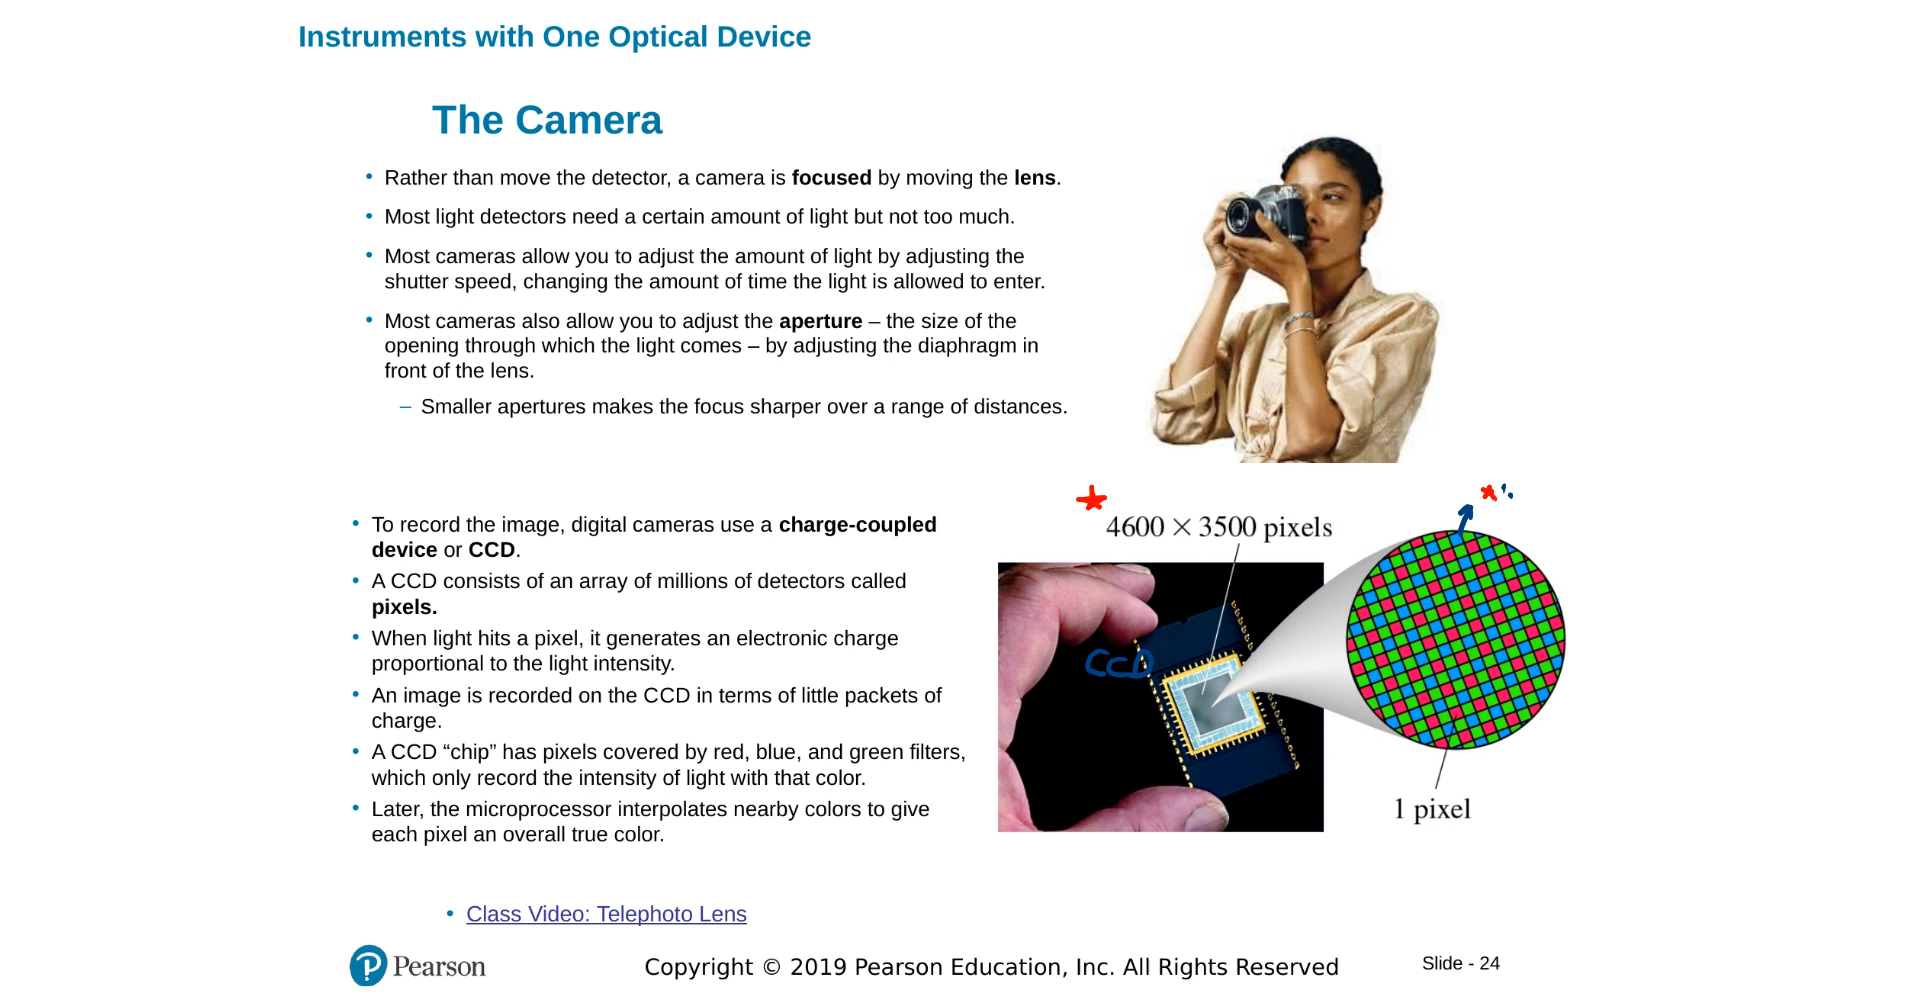 Instruments with One Optical Device
The Camera
• Rather than move the detector, a camera is focused by moving the lens.
• Most light detectors need a certain amount of light but not too much.
• Most cameras allow you to adjust the amount of light by adjusting the
shutter speed, changing the amount of time the light is allowed to enter.
• Most cameras also allow you to adjust the aperture – the size of the
opening through which the light comes – by adjusting the diaphragm in
front of the lens.
– Smaller apertures makes the focus sharper over a range of distances.
• To record the image, digital cameras use a charge-coupled
device or CCD.
• A CCD consists of an array of millions of detectors called
pixels.
• When light hits a pixel, it generates an electronic charge
proportional to the light intensity.
• An image is recorded on the CCD in terms of little packets of
charge.
• A CCD “chip” has pixels covered by red, blue, and green filters,
which only record the intensity of light with that color.
• Later, the microprocessor interpolates nearby colors to give
each pixel an overall true color.
4600 × 3500 pixels
CCD
1 pixel
• Class Video: Telephoto Lens
Pearson
Copyright © 2019 Pearson Education, Inc. All Rights Reserved
Slide - 24